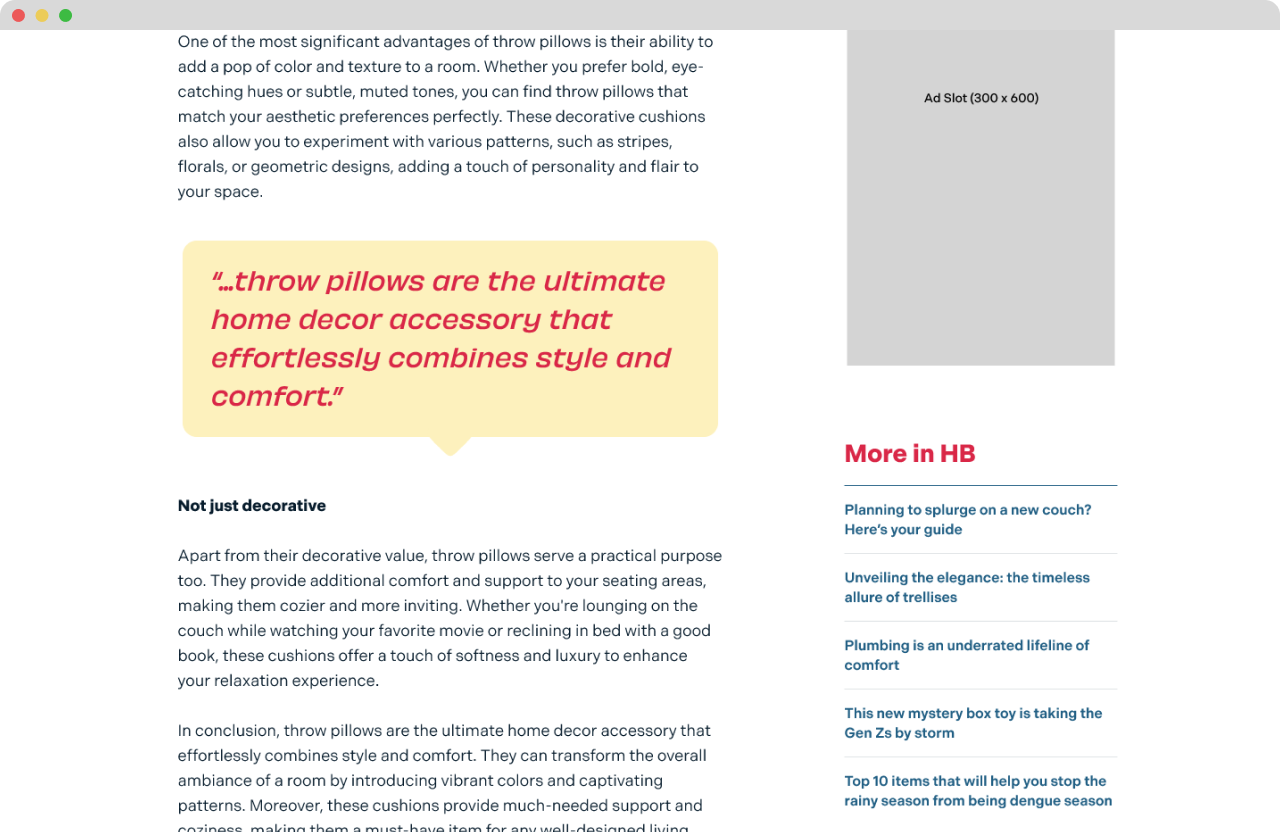 One of the most significant advantages of throw pillows is their ability to
add a pop of color and texture to a room. Whether you prefer bold, eye-
catching hues or subtle, muted tones, you can find throw pillows that
match your aesthetic preferences perfectly. These decorative cushions
also allow you to experiment with various patterns, such as stripes,
florals, or geometric designs, adding a touch of personality and flair to
your space.
“...throw pillows are the ultimate
home decor accessory that
effortlessly combines style and
comfort.”
Not just decorative
Apart from their decorative value, throw pillows serve a practical purpose
too. They provide additional comfort and support to your seating areas,
making them cozier and more inviting. Whether you're lounging on the
couch while watching your favorite movie or reclining in bed with a good
book, these cushions offer a touch of softness and luxury to enhance
your relaxation experience.
In conclusion, throw pillows are the ultimate home decor accessory that
effortlessly combines style and comfort. They can transform the overall
ambiance of a room by introducing vibrant colors and captivating
patterns. Moreover, these cushions provide much-needed support and
coziness, making them a must-have item for any well-designed living
Ad Slot (300 x 600)
More in HB
Planning to splurge on a new couch?
Here’s your guide
Unveiling the elegance: the timeless
allure of trellises
Plumbing is an underrated lifeline of
comfort
This new mystery box toy is taking the
Gen Zs by storm
Top 10 items that will help you stop the
rainy season from being dengue season